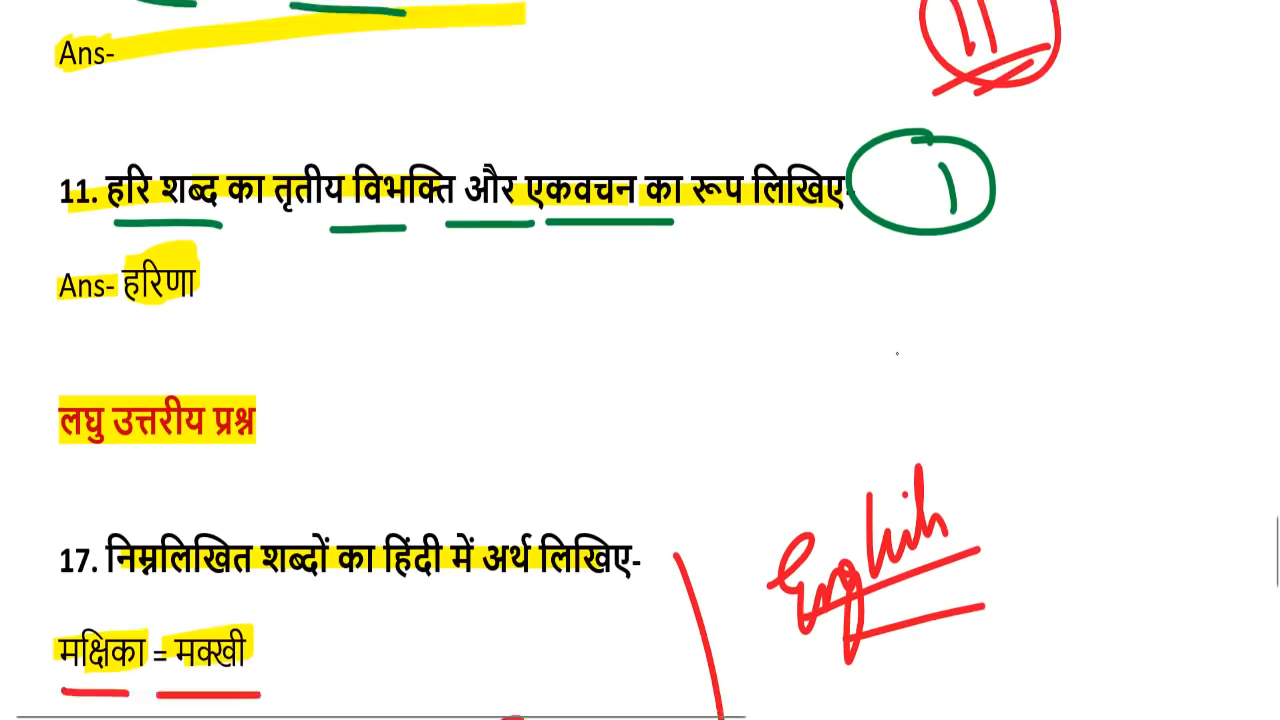 Ans-
11. हरि शब्द का तृतीय विभक्ति और एकवचन का रूप लिखिए-
Ans- हरिणा
लघु उत्तरीय प्रश्न
17. निम्नलिखित शब्दों का हिंदी में अर्थ लिखिए-
English
मक्षिका = मक्खी